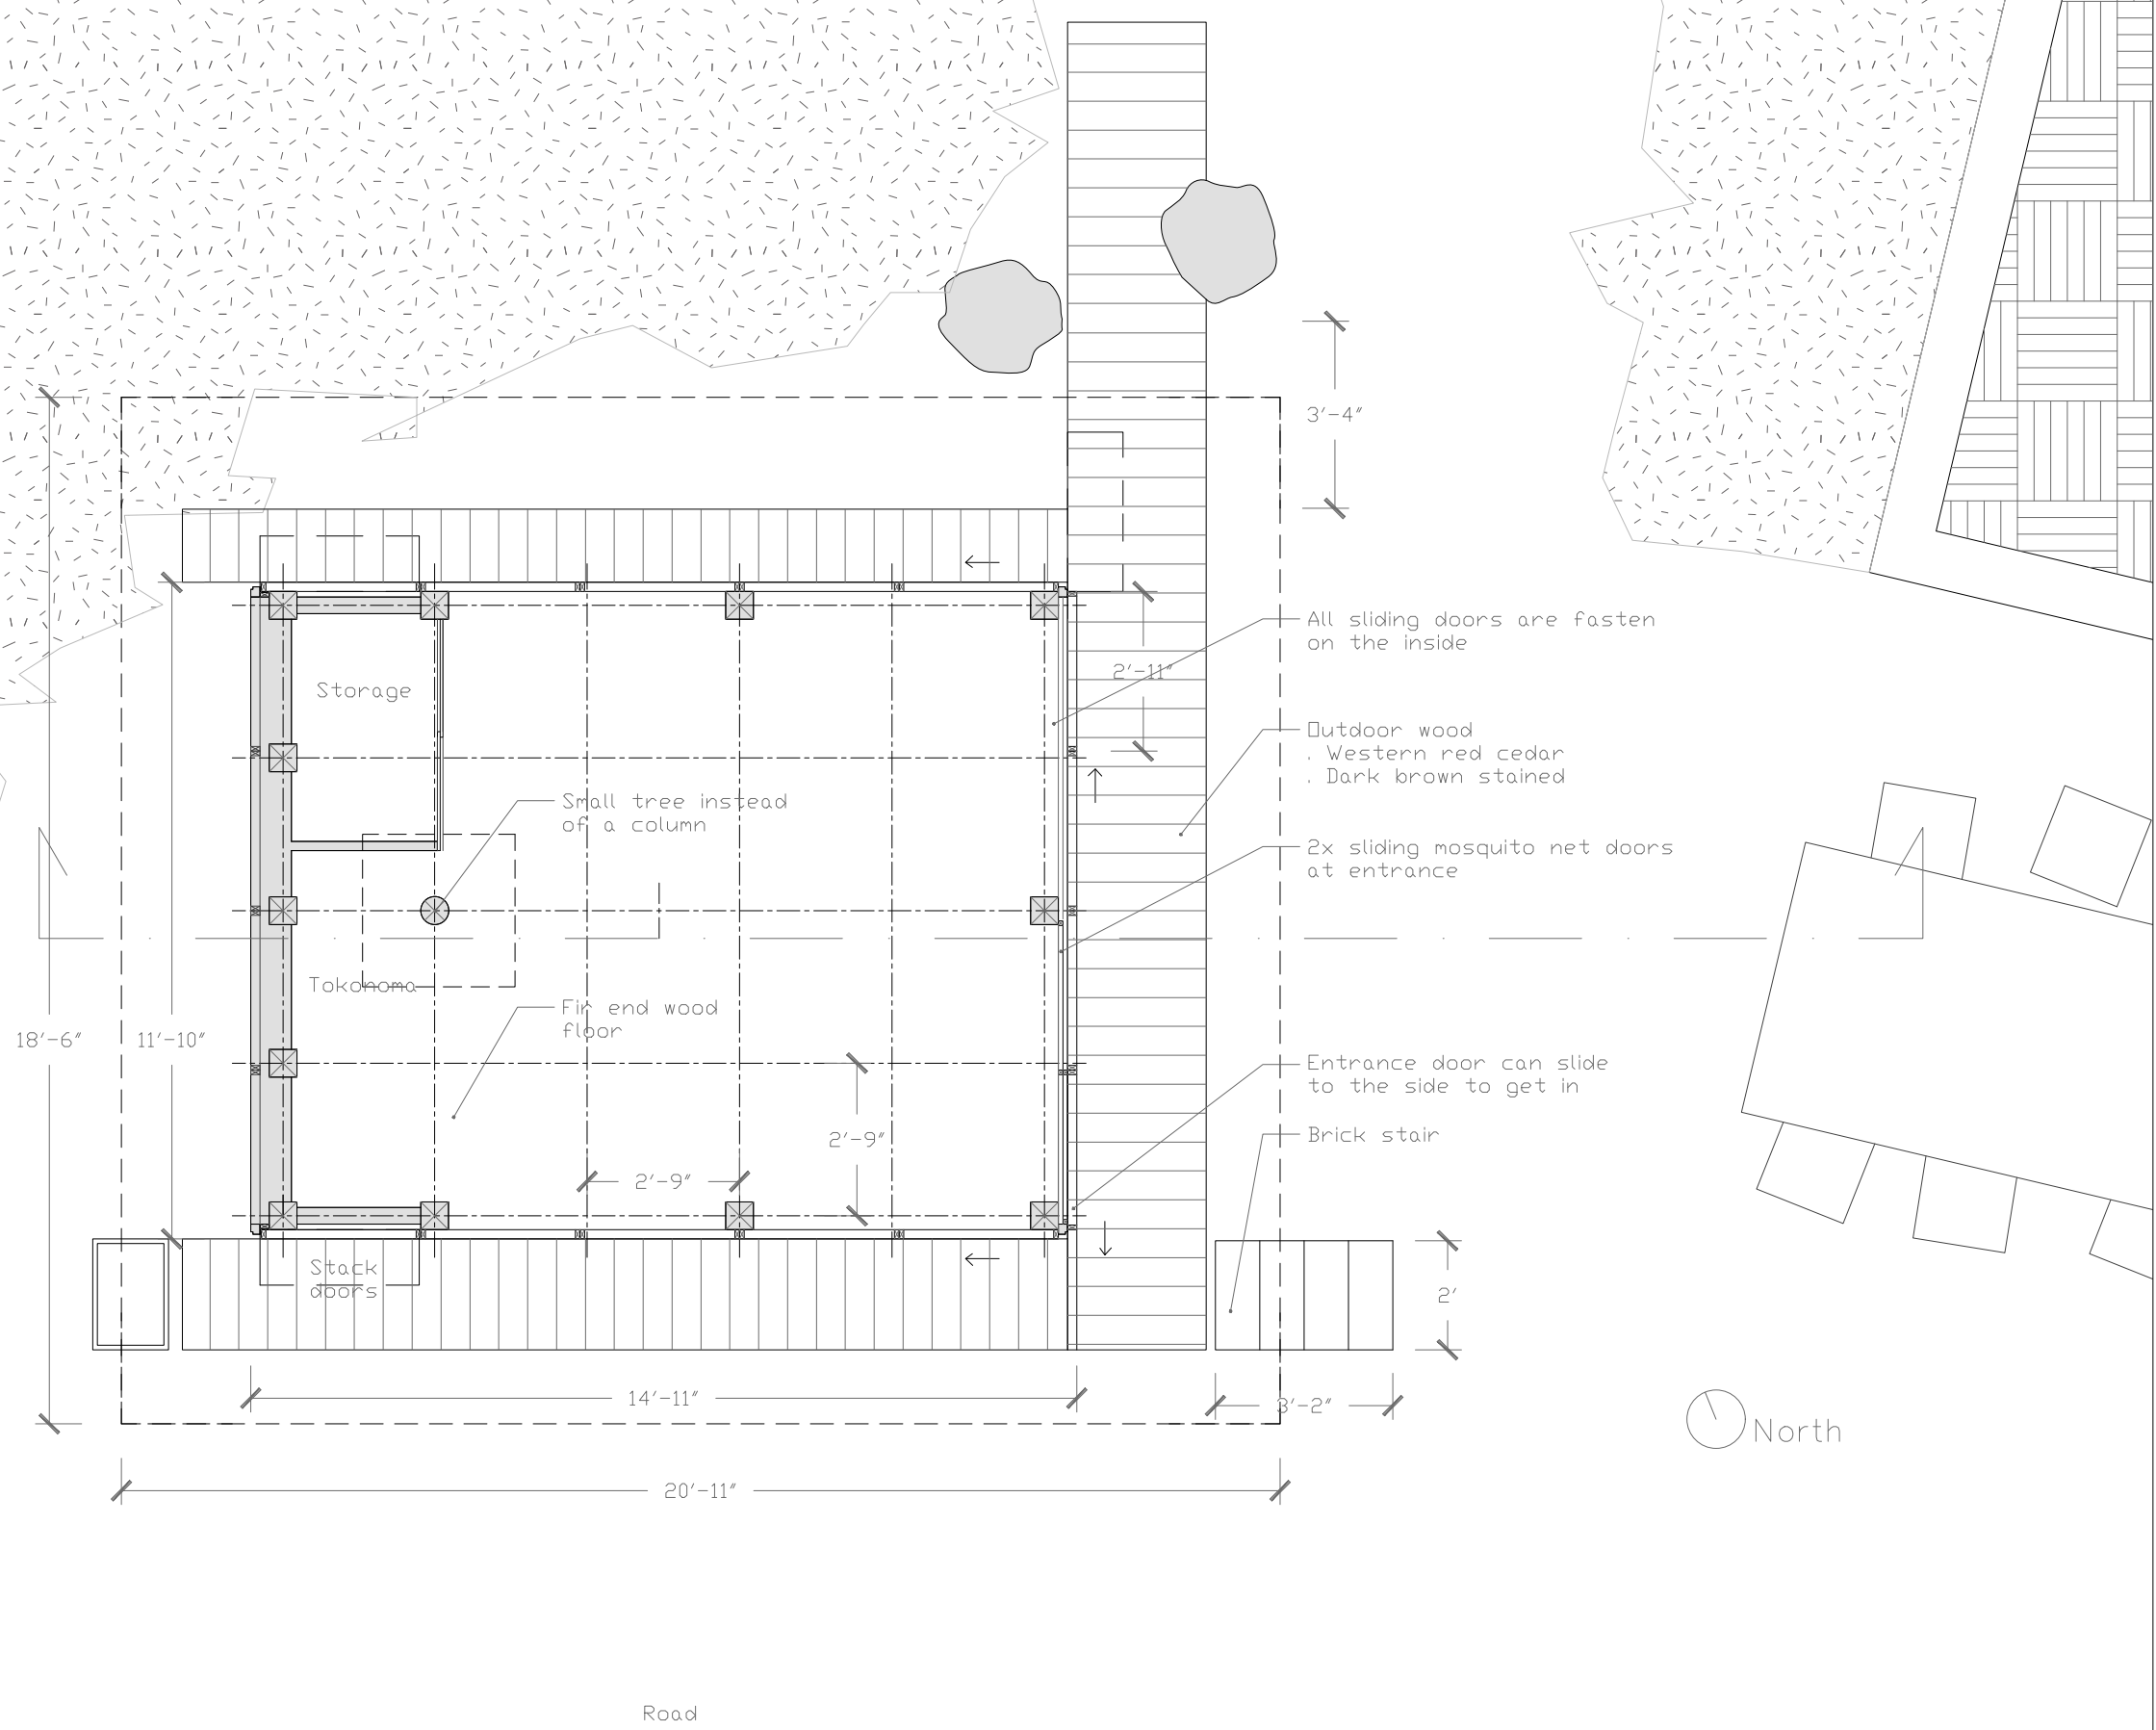 3'-4"
All sliding doors are fasten
on the inside
2'-11"
Storage
Outdoor wood
. Western red cedar
. Dark brown stained
Small tree instead
of a column
2x sliding mosquito net doors
at entrance
Tokonoma
Fir end wood
floor
18'-6"
11'-10"
Entrance door can slide
to the side to get in
2'-9"
Brick stair
2'-9"
Stack
doors
2'
14'-11"
3'-2"
North
20'-11"
Road